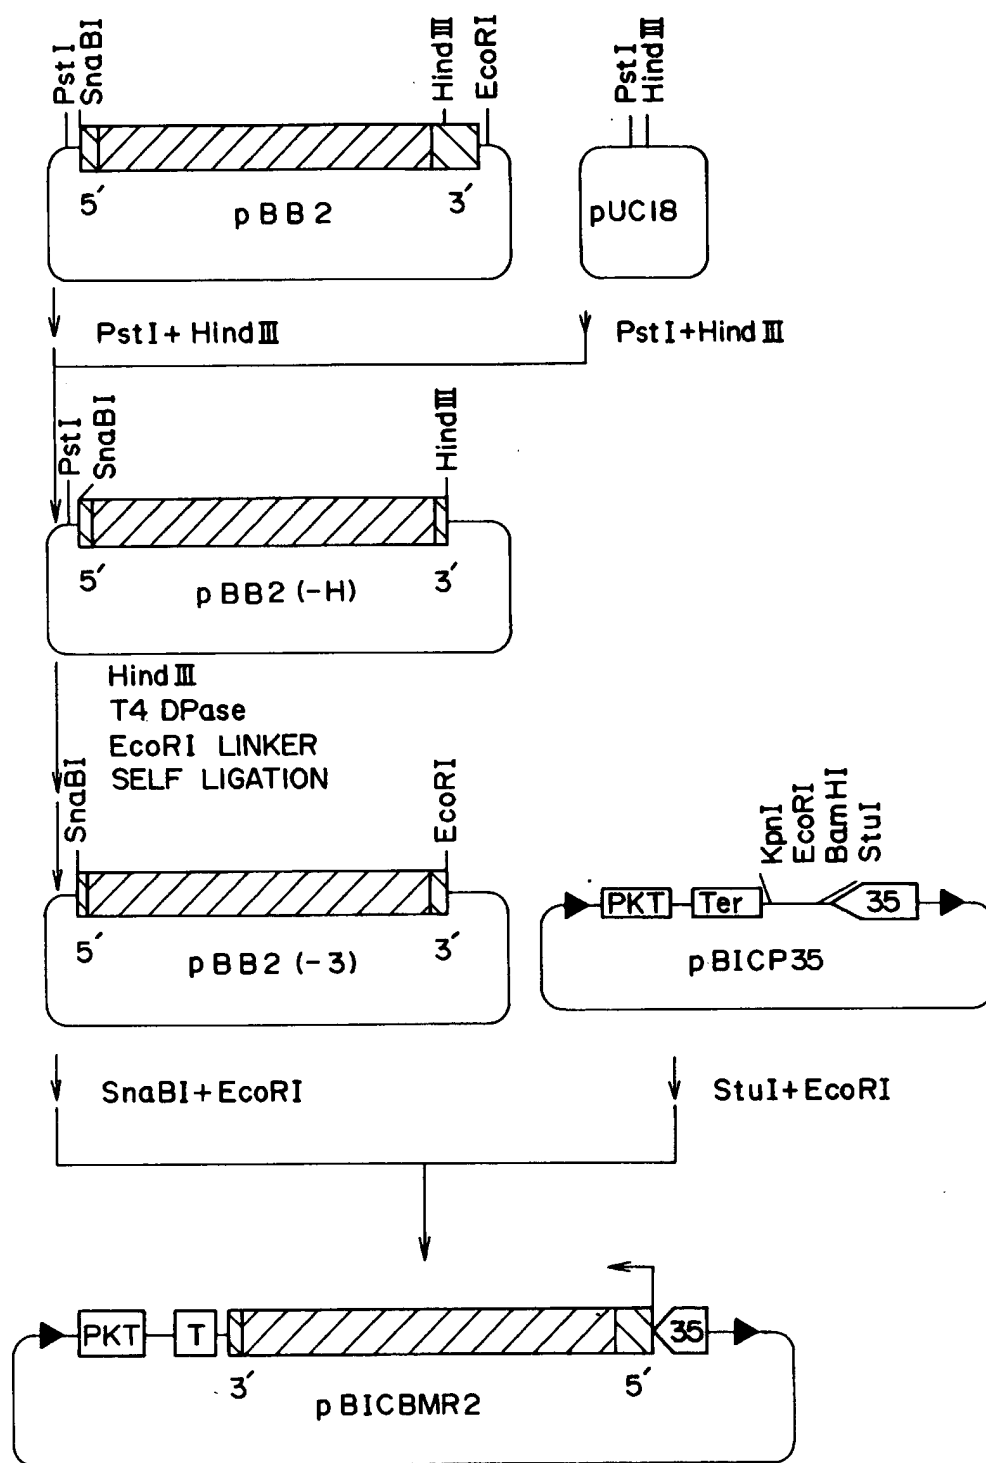 PstI
SnaBI
HindIII
EcoRI
PstI
HindIII
5′
3′
pBB2
pUC18
PstI+HindIII
PstI+HindIII
PstI
SnaBI
HindIII
5′
3′
pBB2(-H)
HindIII
T4 DPase
EcoRI LINKER
SELF LIGATION
SnaBI
EcoRI
KpnI
EcoRI
BamHI
StuI
PKT
Ter
35
5′
3′
pBB2(-3)
pBICP35
SnaBI+EcoRI
StuI+EcoRI
PKT
T
35
3′
5′
pBICBMR2